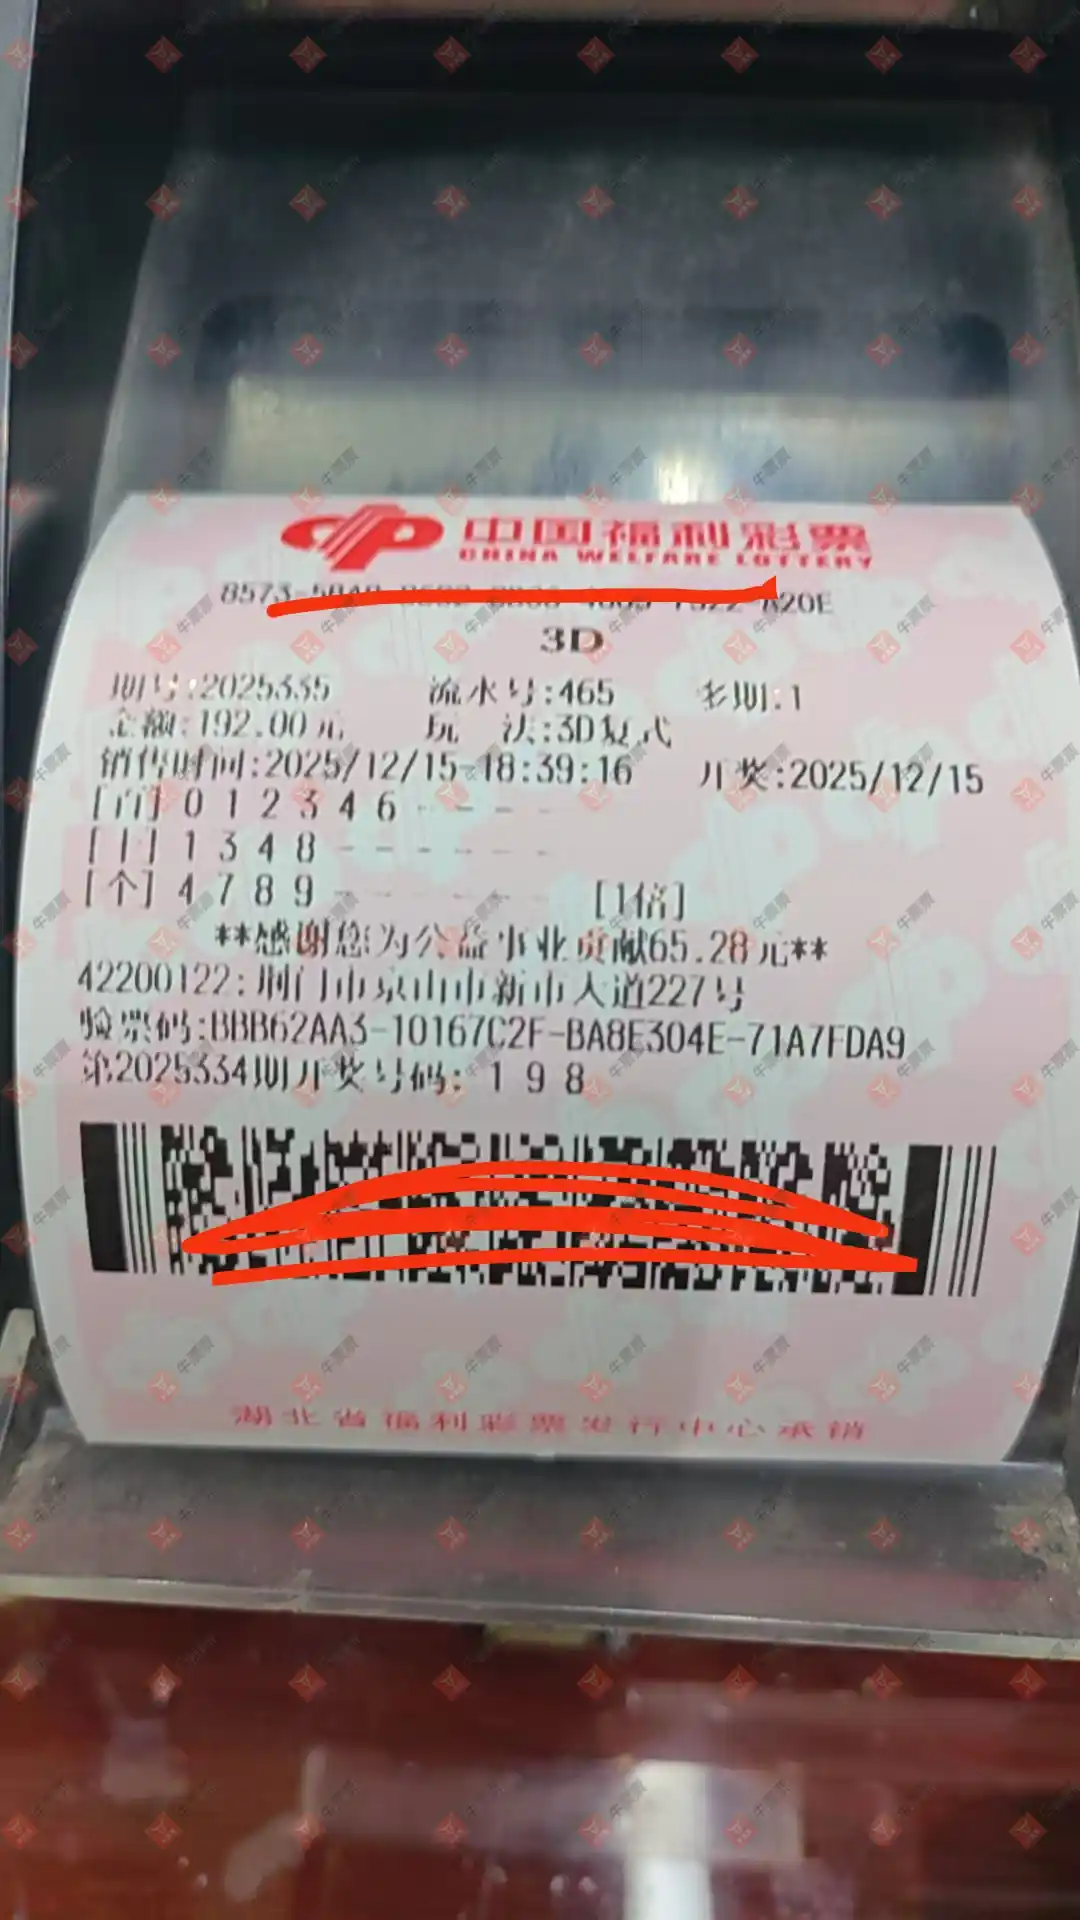 中国福利彩票
CHINA WELFARE LOTTERY
8573- -A20E
3D
期号:2025335 流水号:465 多期:1
金额:192.00元 玩 法:3D复式
销售时间:2025/12/15-18:39:16 开奖:2025/12/15
[百] 0 1 2 3 4 6 - - - -
[十] 1 3 4 8 - - - - - -
[个] 4 7 8 9 - - - - - - [1倍]
**感谢您为公益事业贡献65.28元**
42200122:荆门市京山市新市大道227号
验票码:BBB62AA3-10167C2F-BA8E304E-71A7FDA9
第2025334期开奖号码: 1 9 8
湖北省福利彩票发行中心承销
牛票票